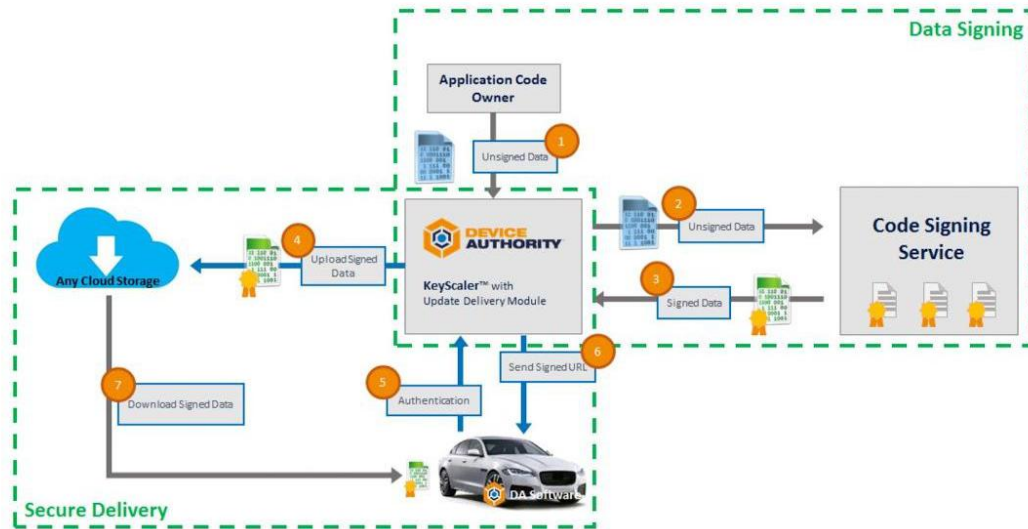 Data Signing
Application Code
Owner
1
Unsigned Data
2
Unsigned Data
Code Signing
Service
3
Signed Data
DEVICE
AUTHORITY
KeyScaler™ with
Update Delivery Module
4
Upload Signed
Data
Any Cloud Storage
5
Authentication
6
Send Signed URL
7
Download Signed Data
DA Software
Secure Delivery